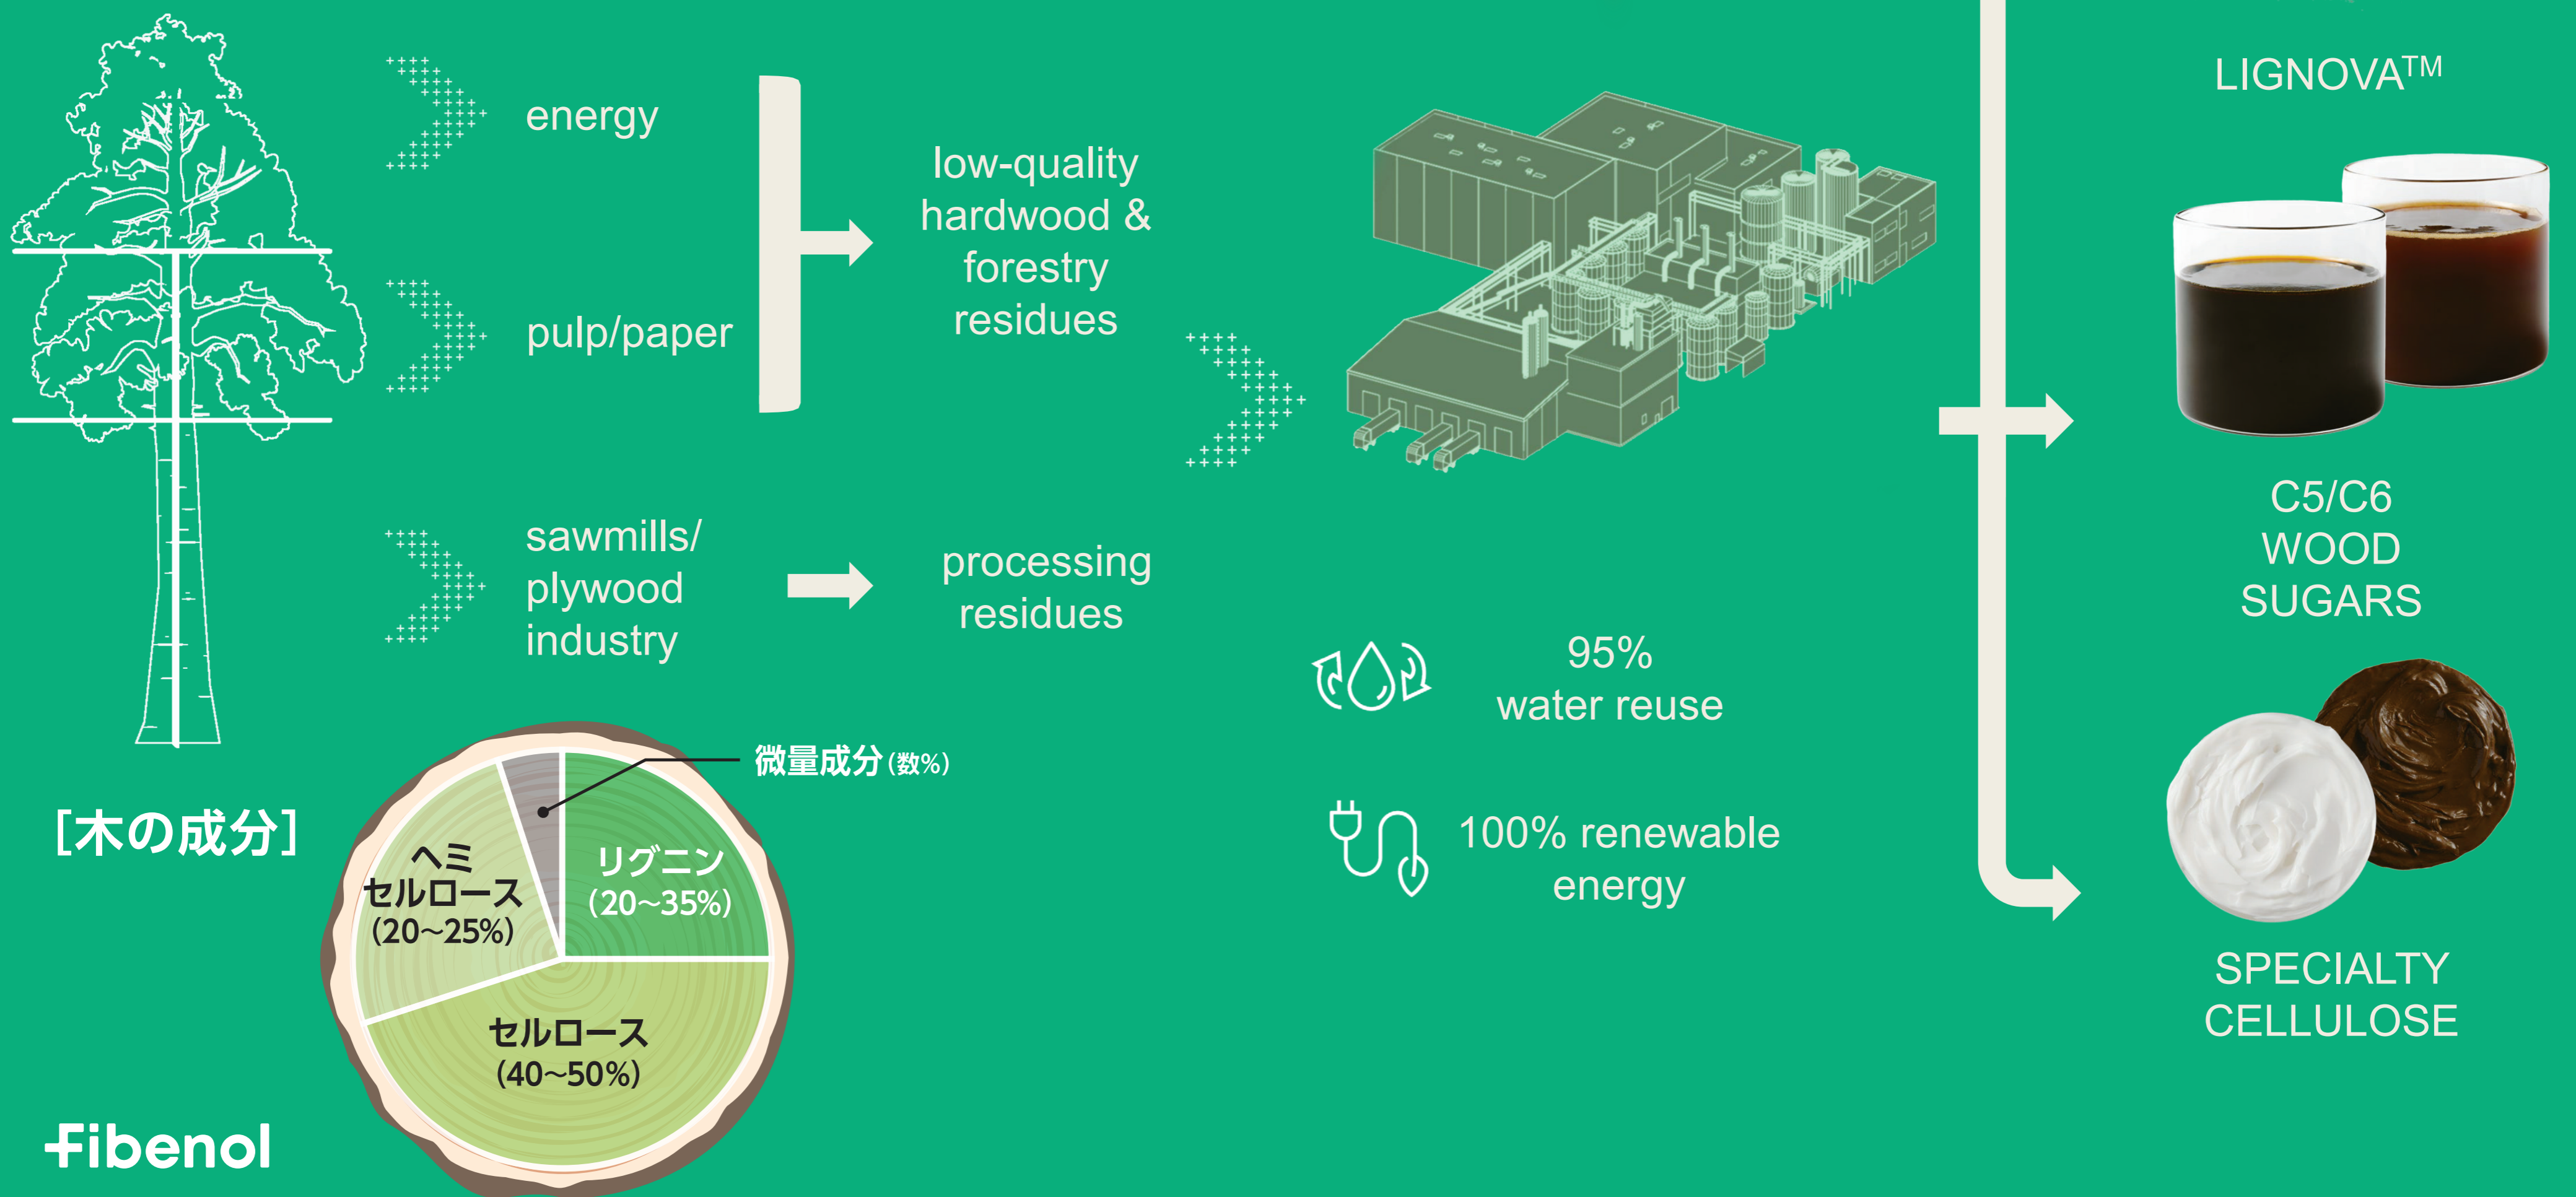 energy
pulp/paper
sawmills/
plywood
industry
low-quality
hardwood &
forestry
residues
processing
residues
95%
water reuse
100% renewable
energy
LIGNOVA™
C5/C6
WOOD
SUGARS
SPECIALTY
CELLULOSE
[木の成分]
微量成分(数%)
リグニン
(20〜35%)
ヘミ
セルロース
(20〜25%)
セルロース
(40〜50%)
Fibenol